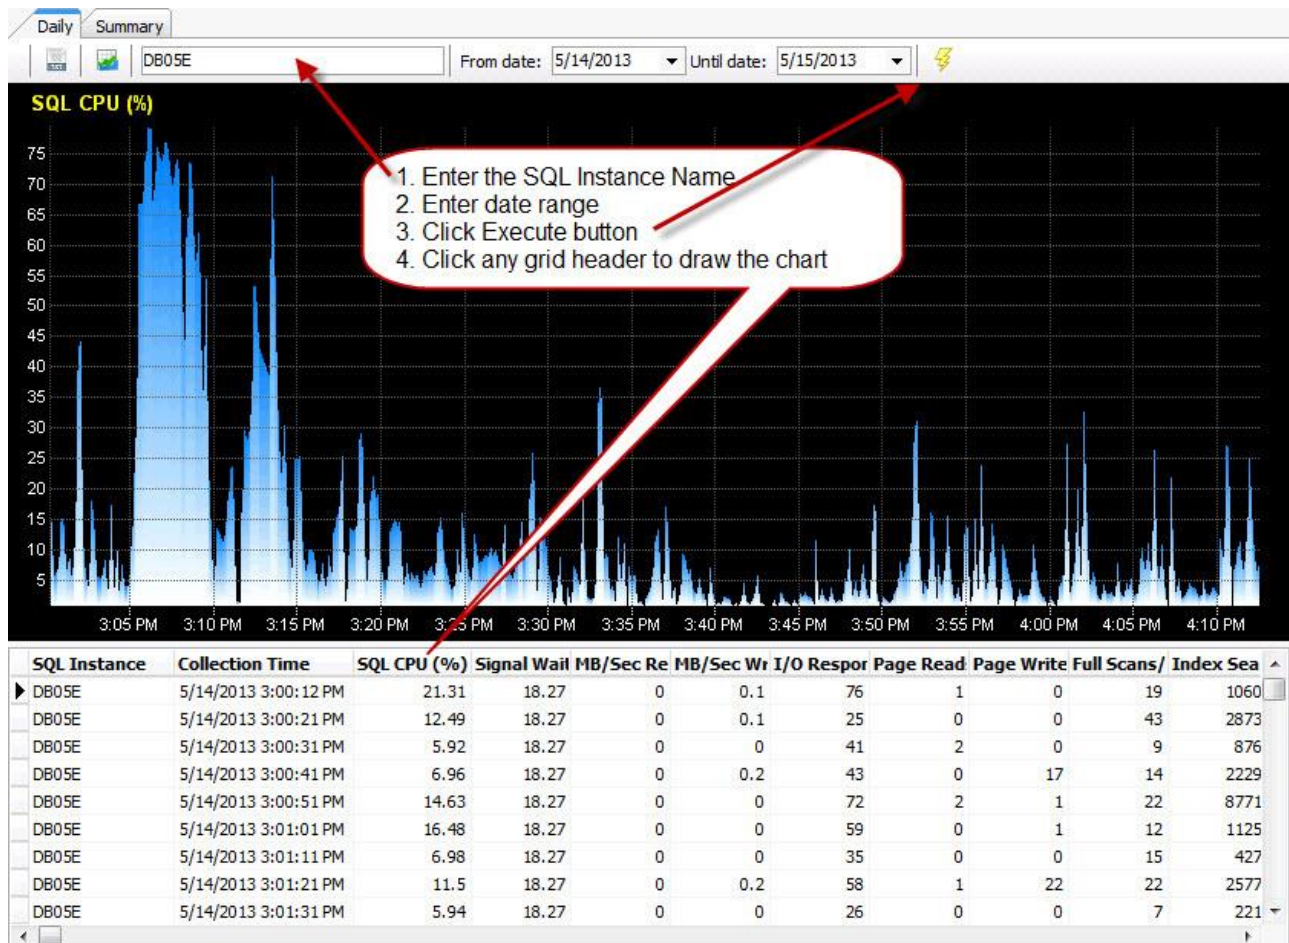 Daily Summary
DB05E From date: 5/14/2013 Until date: 5/15/2013
SQL CPU (%)
1. Enter the SQL Instance Name
2. Enter date range
3. Click Execute button
4. Click any grid header to draw the chart
75
70
65
60
55
50
45
40
35
30
25
20
15
10
5
3:05 PM 3:10 PM 3:15 PM 3:20 PM 3:25 PM 3:30 PM 3:35 PM 3:40 PM 3:45 PM 3:50 PM 3:55 PM 4:00 PM 4:05 PM 4:10 PM
SQL Instance Collection Time SQL CPU (%) Signal Wait MB/Sec Re MB/Sec Wr I/O Respor Page Read Page Write Full Scans/ Index Sea
DB05E 5/14/2013 3:00:12 PM 21.31 18.27 0 0.1 76 1 0 19 1060
DB05E 5/14/2013 3:00:21 PM 12.49 18.27 0 0.1 25 0 0 43 2873
DB05E 5/14/2013 3:00:31 PM 5.92 18.27 0 0 41 2 0 9 876
DB05E 5/14/2013 3:00:41 PM 6.96 18.27 0 0.2 43 0 17 14 2229
DB05E 5/14/2013 3:00:51 PM 14.63 18.27 0 0 72 2 1 22 8771
DB05E 5/14/2013 3:01:01 PM 16.48 18.27 0 0 59 0 1 12 1125
DB05E 5/14/2013 3:01:11 PM 6.98 18.27 0 0 35 0 0 15 427
DB05E 5/14/2013 3:01:21 PM 11.5 18.27 0 0.2 58 1 22 22 2577
DB05E 5/14/2013 3:01:31 PM 5.94 18.27 0 0 26 0 0 7 221